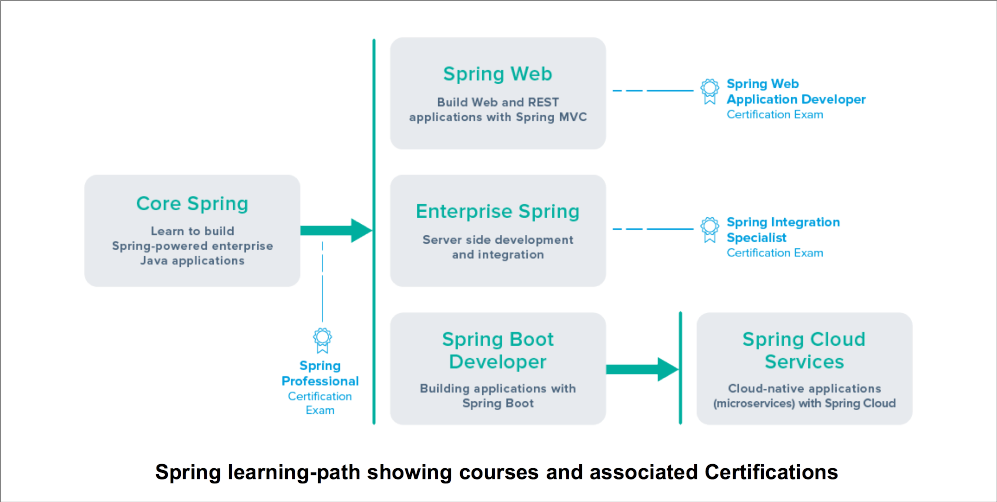 Spring Web
Build Web and REST
applications with Spring MVC
Spring Web
Application Developer
Certification Exam
Core Spring
Learn to build
Spring-powered enterprise
Java applications
Spring
Professional
Certification
Exam
Enterprise Spring
Server side development
and integration
Spring Integration
Specialist
Certification Exam
Spring Boot
Developer
Building applications with
Spring Boot
Spring Cloud
Services
Cloud-native applications
(microservices) with Spring Cloud
Spring learning-path showing courses and associated Certifications